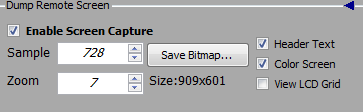 Dump Remote Screen
Enable Screen Capture
Sample 728 Save Bitmap... Header Text
Color Screen
Zoom 7 Size:909x601 View LCD Grid